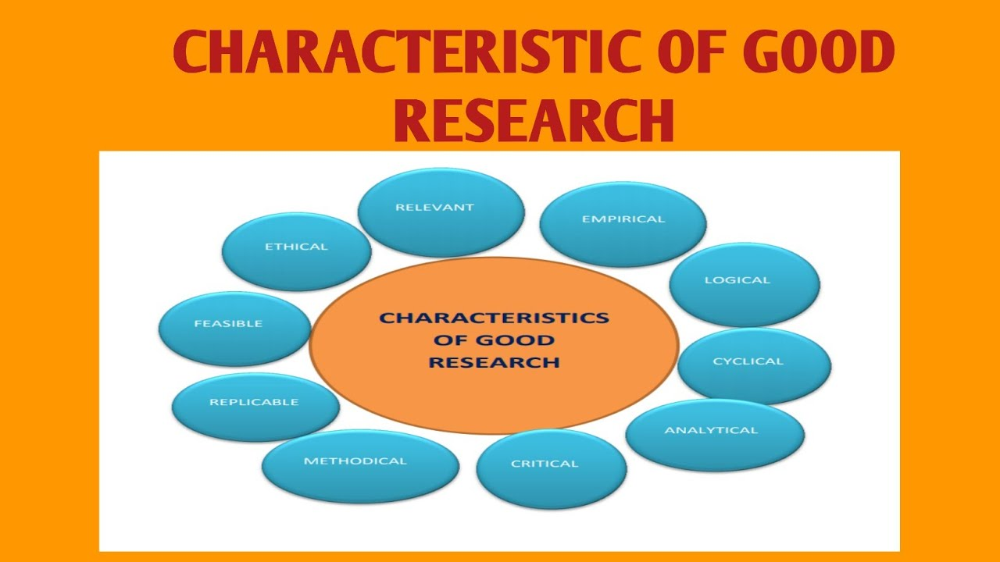 CHARACTERISTIC OF GOOD
RESEARCH
RELEVANT
EMPIRICAL
ETHICAL
LOGICAL
FEASIBLE
CHARACTERISTICS
OF GOOD
RESEARCH
CYCLICAL
REPLICABLE
ANALYTICAL
METHODICAL
CRITICAL